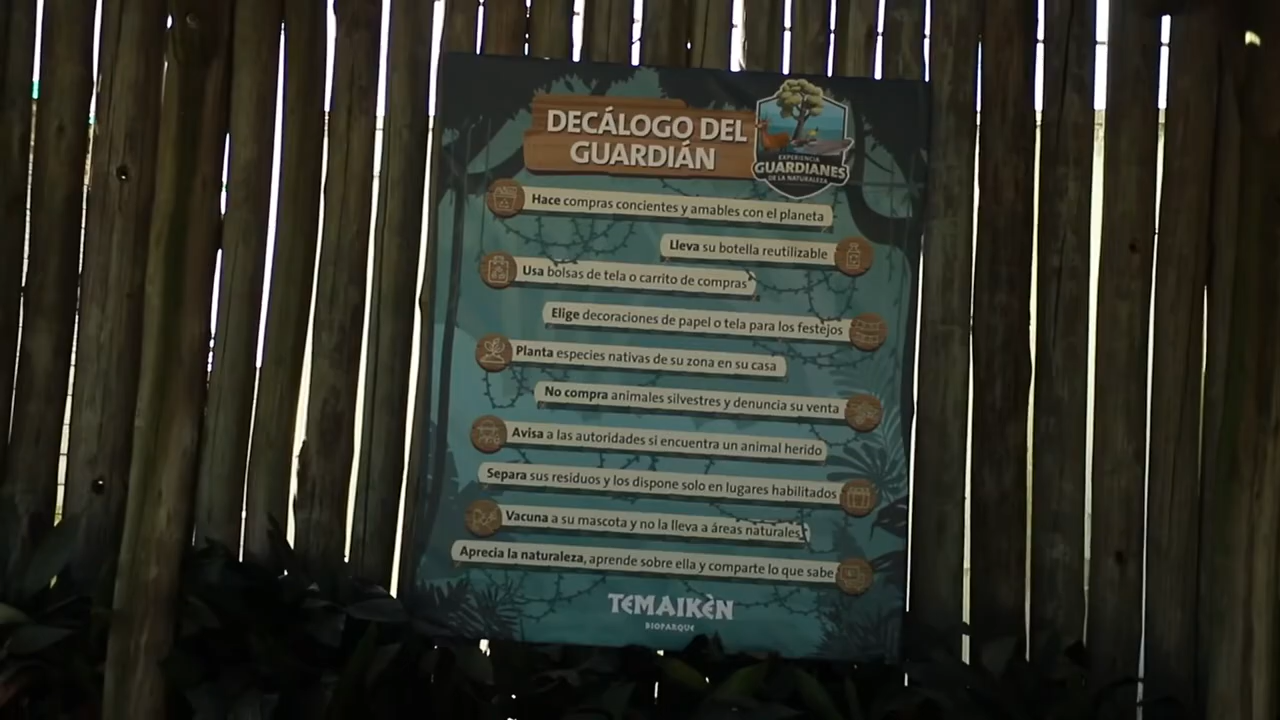 DECÁLOGO DEL
GUARDIÁN
EXPERIENCIA
GUARDIANES
DE LA NATURALEZA
Hace compras concientes y amables con el planeta
Lleva su botella reutilizable
Usa bolsas de tela o carrito de compras
Elige decoraciones de papel o tela para los festejos
Planta especies nativas de su zona en su casa
No compra animales silvestres y denuncia su venta
Avisa a las autoridades si encuentra un animal herido
Separa sus residuos y los dispone solo en lugares habilitados
Vacuna a su mascota y no la lleva a áreas naturales
Aprecia la naturaleza, aprende sobre ella y comparte lo que sabe
TEMAIKÈN
BIOPARQUE